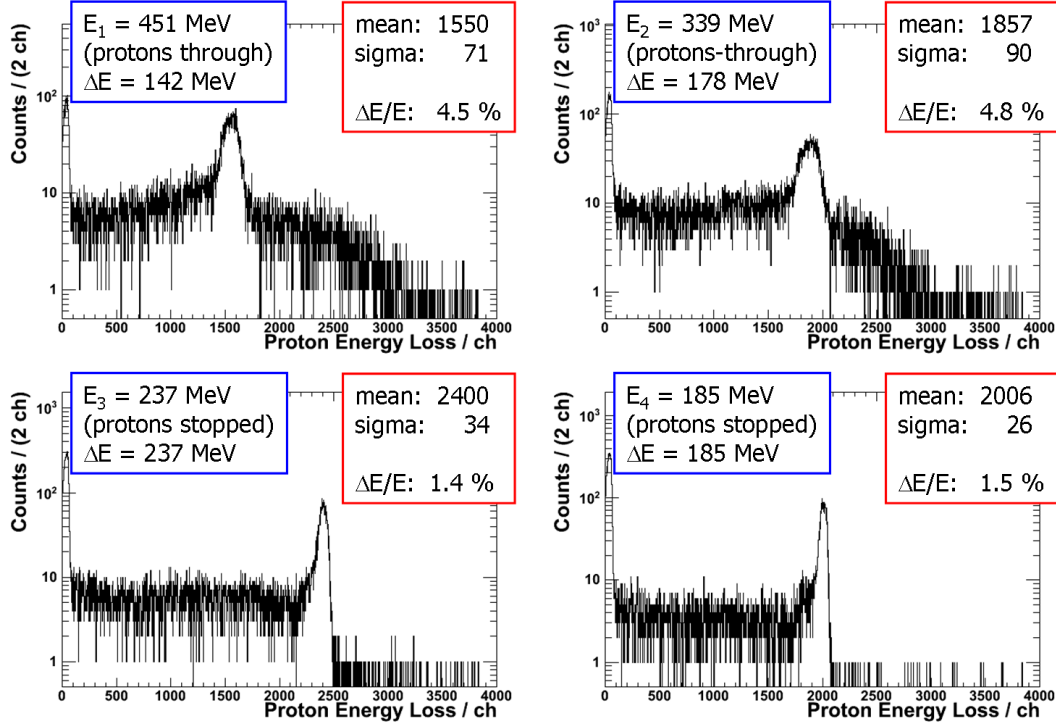 E1 = 451 MeV
(protons through)
ΔE = 142 MeV
mean: 1550
sigma: 71
ΔE/E: 4.5 %
Counts / (2 ch)
10²
10
1
0 500 1000 1500 2000 2500 3000 3500 4000
Proton Energy Loss / ch
E2 = 339 MeV
(protons-through)
ΔE = 178 MeV
mean: 1857
sigma: 90
ΔE/E: 4.8 %
Counts / (2 ch)
10³
10²
10
1
0 500 1000 1500 2000 2500 3000 3500 4000
Proton Energy Loss / ch
E3 = 237 MeV
(protons stopped)
ΔE = 237 MeV
mean: 2400
sigma: 34
ΔE/E: 1.4 %
Counts / (2 ch)
10³
10²
10
1
0 500 1000 1500 2000 2500 3000 3500 4000
Proton Energy Loss / ch
E4 = 185 MeV
(protons stopped)
ΔE = 185 MeV
mean: 2006
sigma: 26
ΔE/E: 1.5 %
Counts / (2 ch)
10³
10²
10
1
0 500 1000 1500 2000 2500 3000 3500 4000
Proton Energy Loss / ch